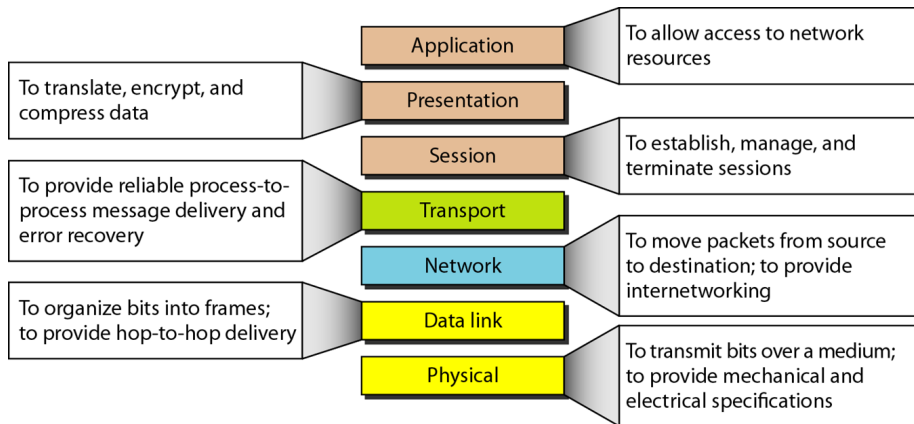 Application
To allow access to network
resources
To translate, encrypt, and
compress data
Presentation
Session
To establish, manage, and
terminate sessions
To provide reliable process-to-
process message delivery and
error recovery
Transport
Network
To move packets from source
to destination; to provide
internetworking
To organize bits into frames;
to provide hop-to-hop delivery
Data link
Physical
To transmit bits over a medium;
to provide mechanical and
electrical specifications